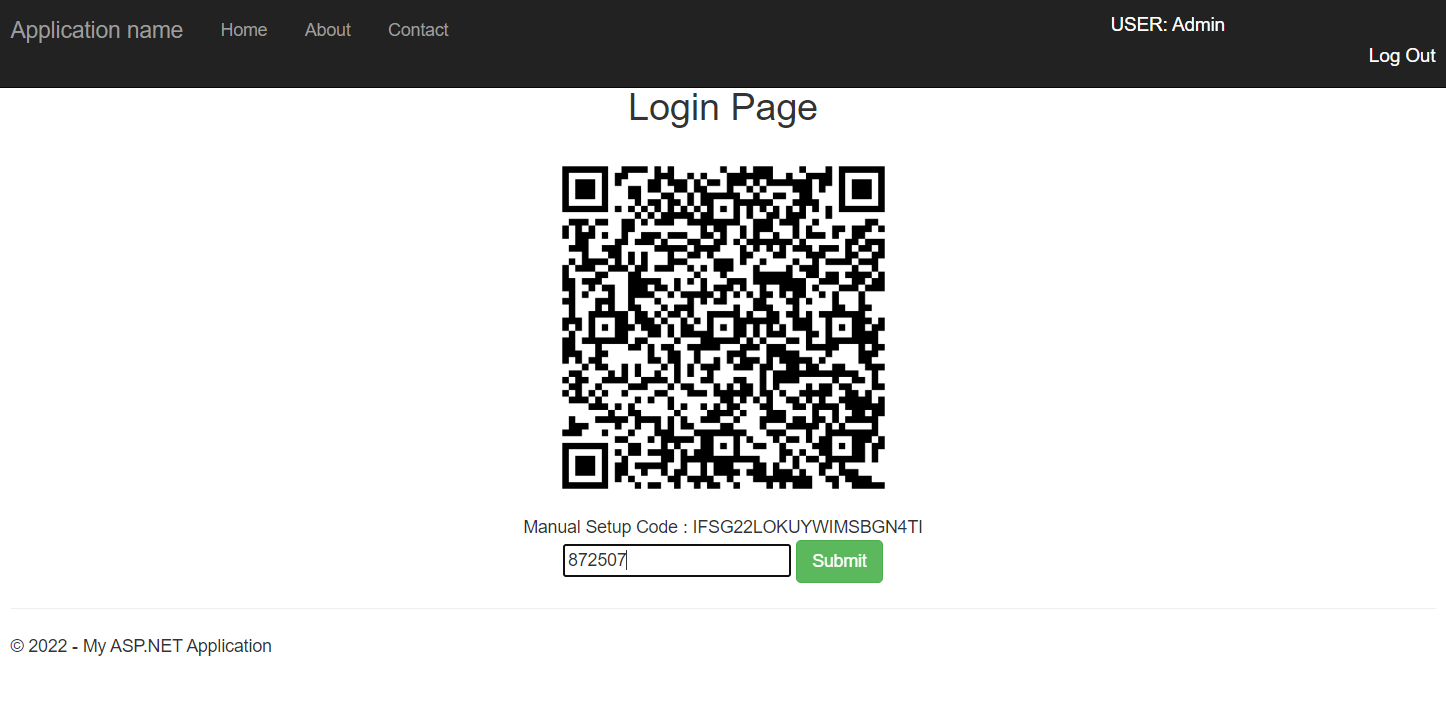 Application name Home About Contact USER: Admin
Log Out
Login Page
Manual Setup Code : IFSG22LOKUYWIMSBGN4TI
872507 Submit
© 2022 - My ASP.NET Application